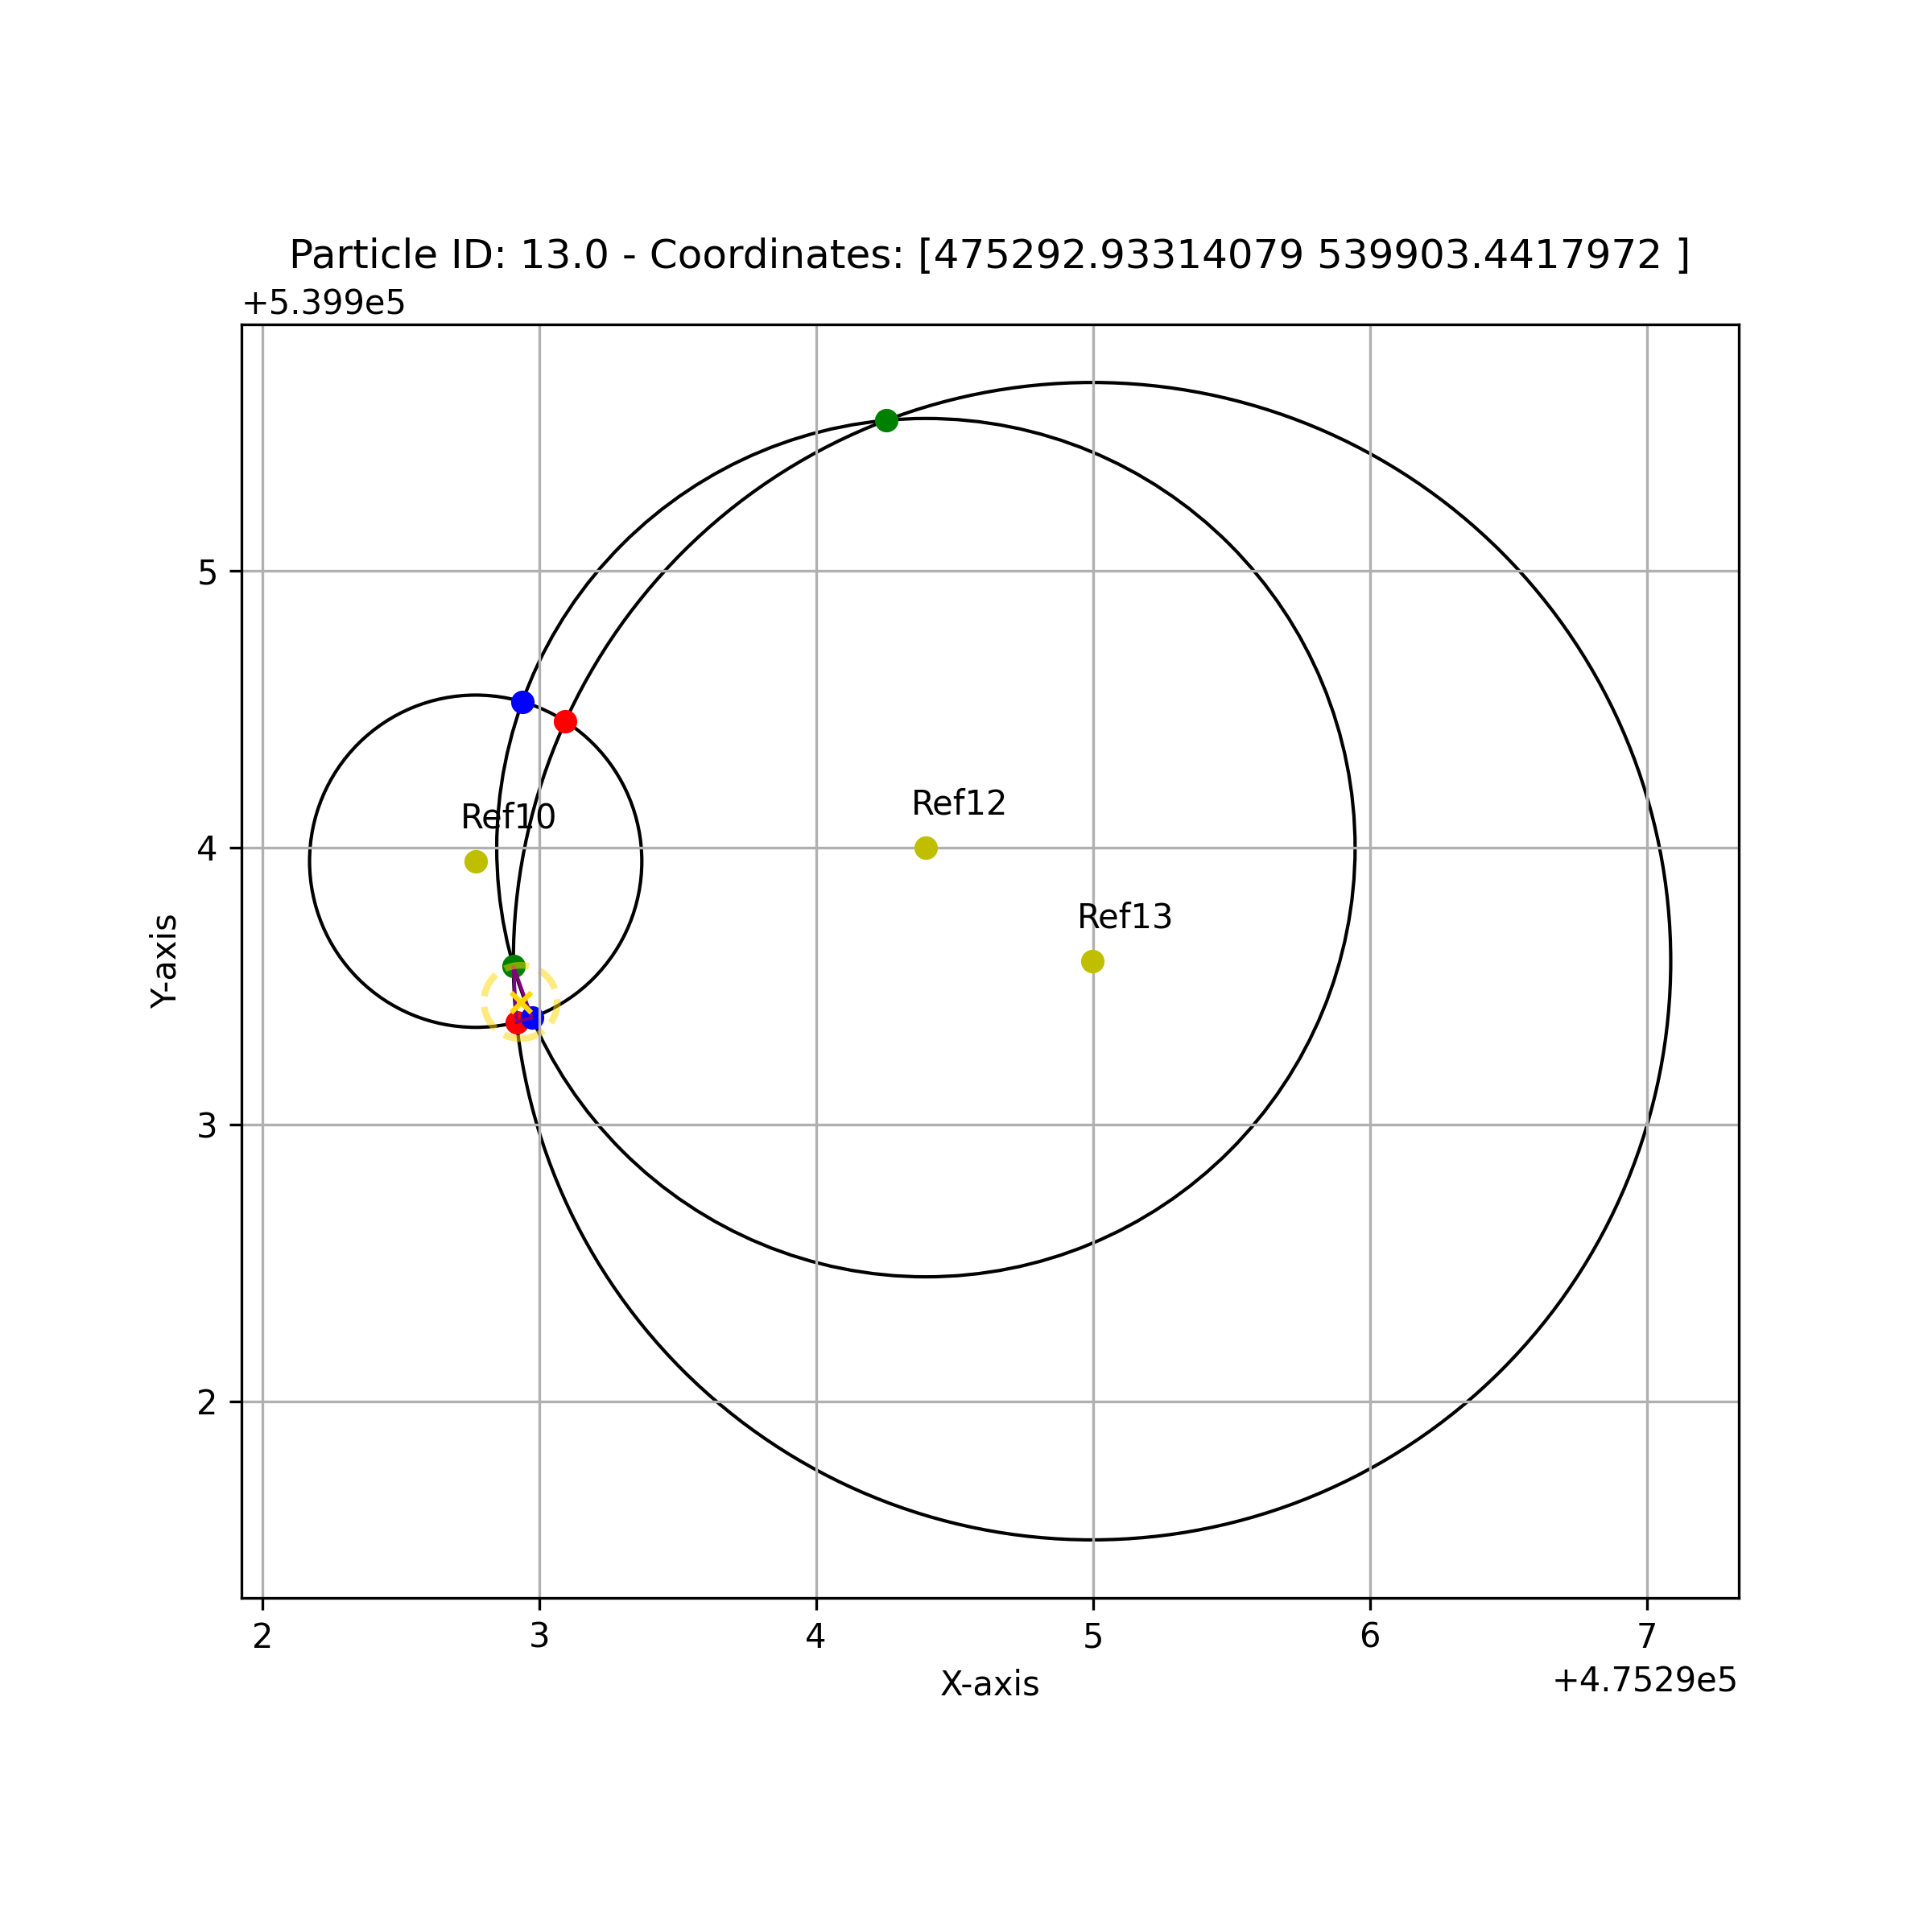 Particle ID: 13.0 - Coordinates: [475292.93314079 539903.4417972 ]
+5.399e5
5
Ref12
Ref10
4
Ref13
Y-axis
3
2
2 3 4 5 6 7
X-axis
+4.7529e5